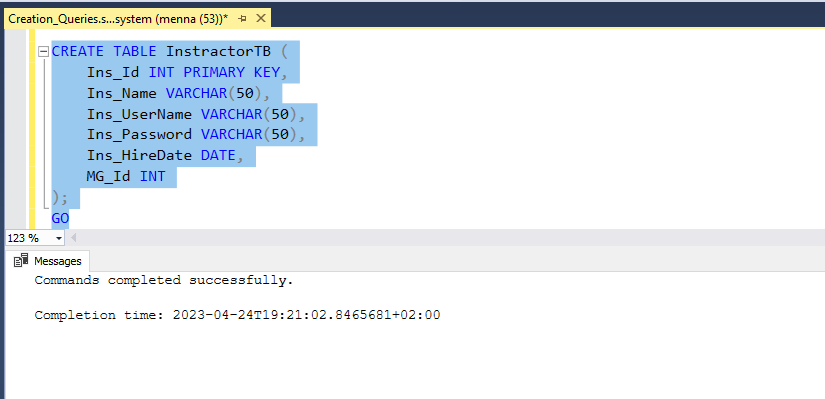 Creation_Queries.s...system (menna (53))*
CREATE TABLE InstractorTB (
Ins_Id INT PRIMARY KEY,
Ins_Name VARCHAR(50),
Ins_UserName VARCHAR(50),
Ins_Password VARCHAR(50),
Ins_HireDate DATE,
MG_Id INT
);
GO
123 %
Messages
Commands completed successfully.
Completion time: 2023-04-24T19:21:02.8465681+02:00